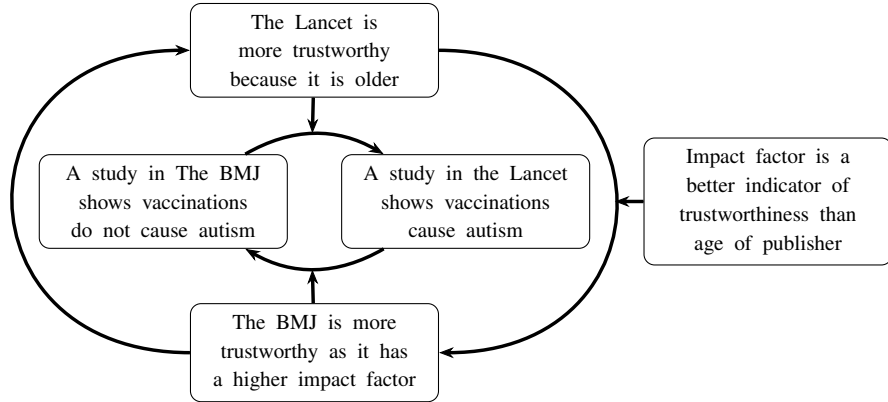 The Lancet is
more trustworthy
because it is older
A study in The BMJ
shows vaccinations
do not cause autism
A study in the Lancet
shows vaccinations
cause autism
Impact factor is a
better indicator of
trustworthiness than
age of publisher
The BMJ is more
trustworthy as it has
a higher impact factor